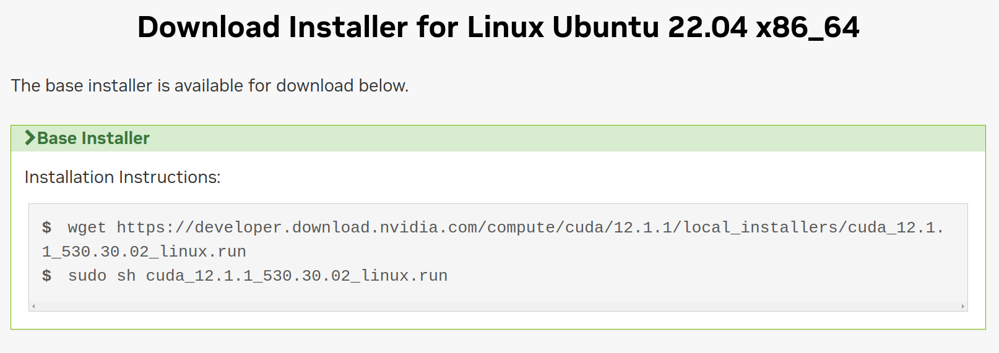 Download Installer for Linux Ubuntu 22.04 x86_64
The base installer is available for download below.
Base Installer
Installation Instructions:
$ wget https://developer.download.nvidia.com/compute/cuda/12.1.1/local_installers/cuda_12.1.
1_530.30.02_linux.run
$ sudo sh cuda_12.1.1_530.30.02_linux.run